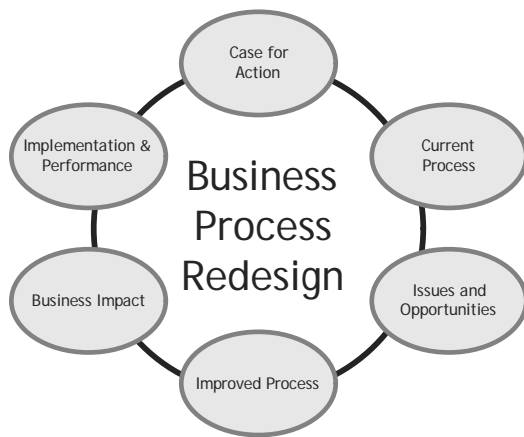 Case for
Action
Implementation &
Performance
Current
Process
Business
Process
Redesign
Business Impact
Issues and
Opportunities
Improved Process